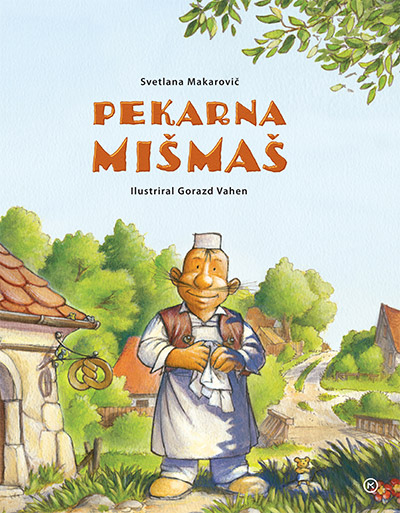 Svetlana Makarovič
PEKARNA
MIŠMAŠ
Ilustriral Gorazd Vahen